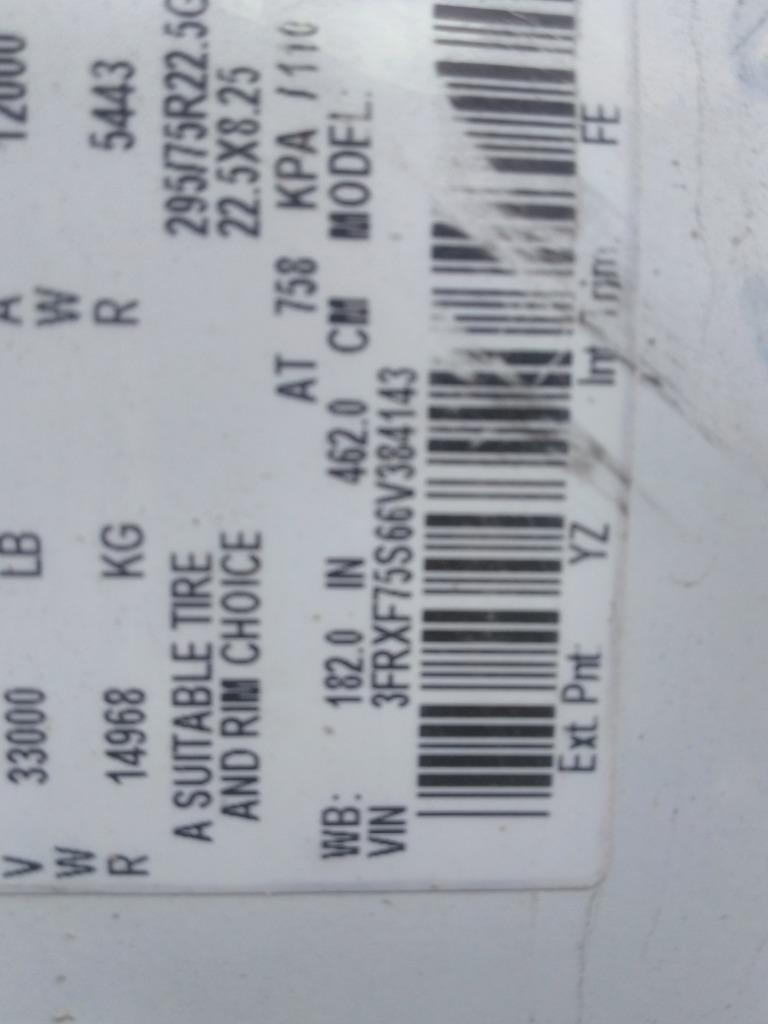 V 33000 LB A 12000
W W
R 14968 KG R 5443
A SUITABLE TIRE 295/75R22.5G
AND RIM CHOICE 22.5X8.25
AT 758 KPA / 110
WB: 182.0 IN 462.0 CM MODEL:
VIN 3FRXF75S66V384143
Ext. Pnt: YZ Int Trim: FE